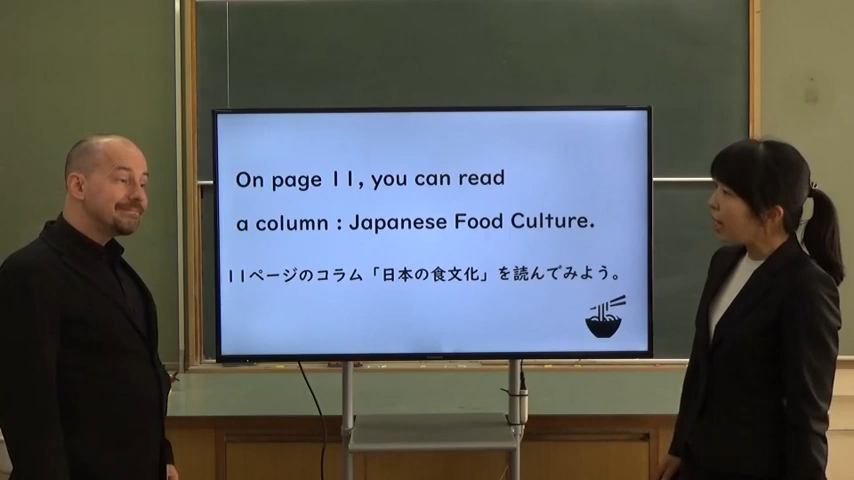 On page 11, you can read
a column : Japanese Food Culture.
11ページのコラム「日本の食文化」を読んでみよう。